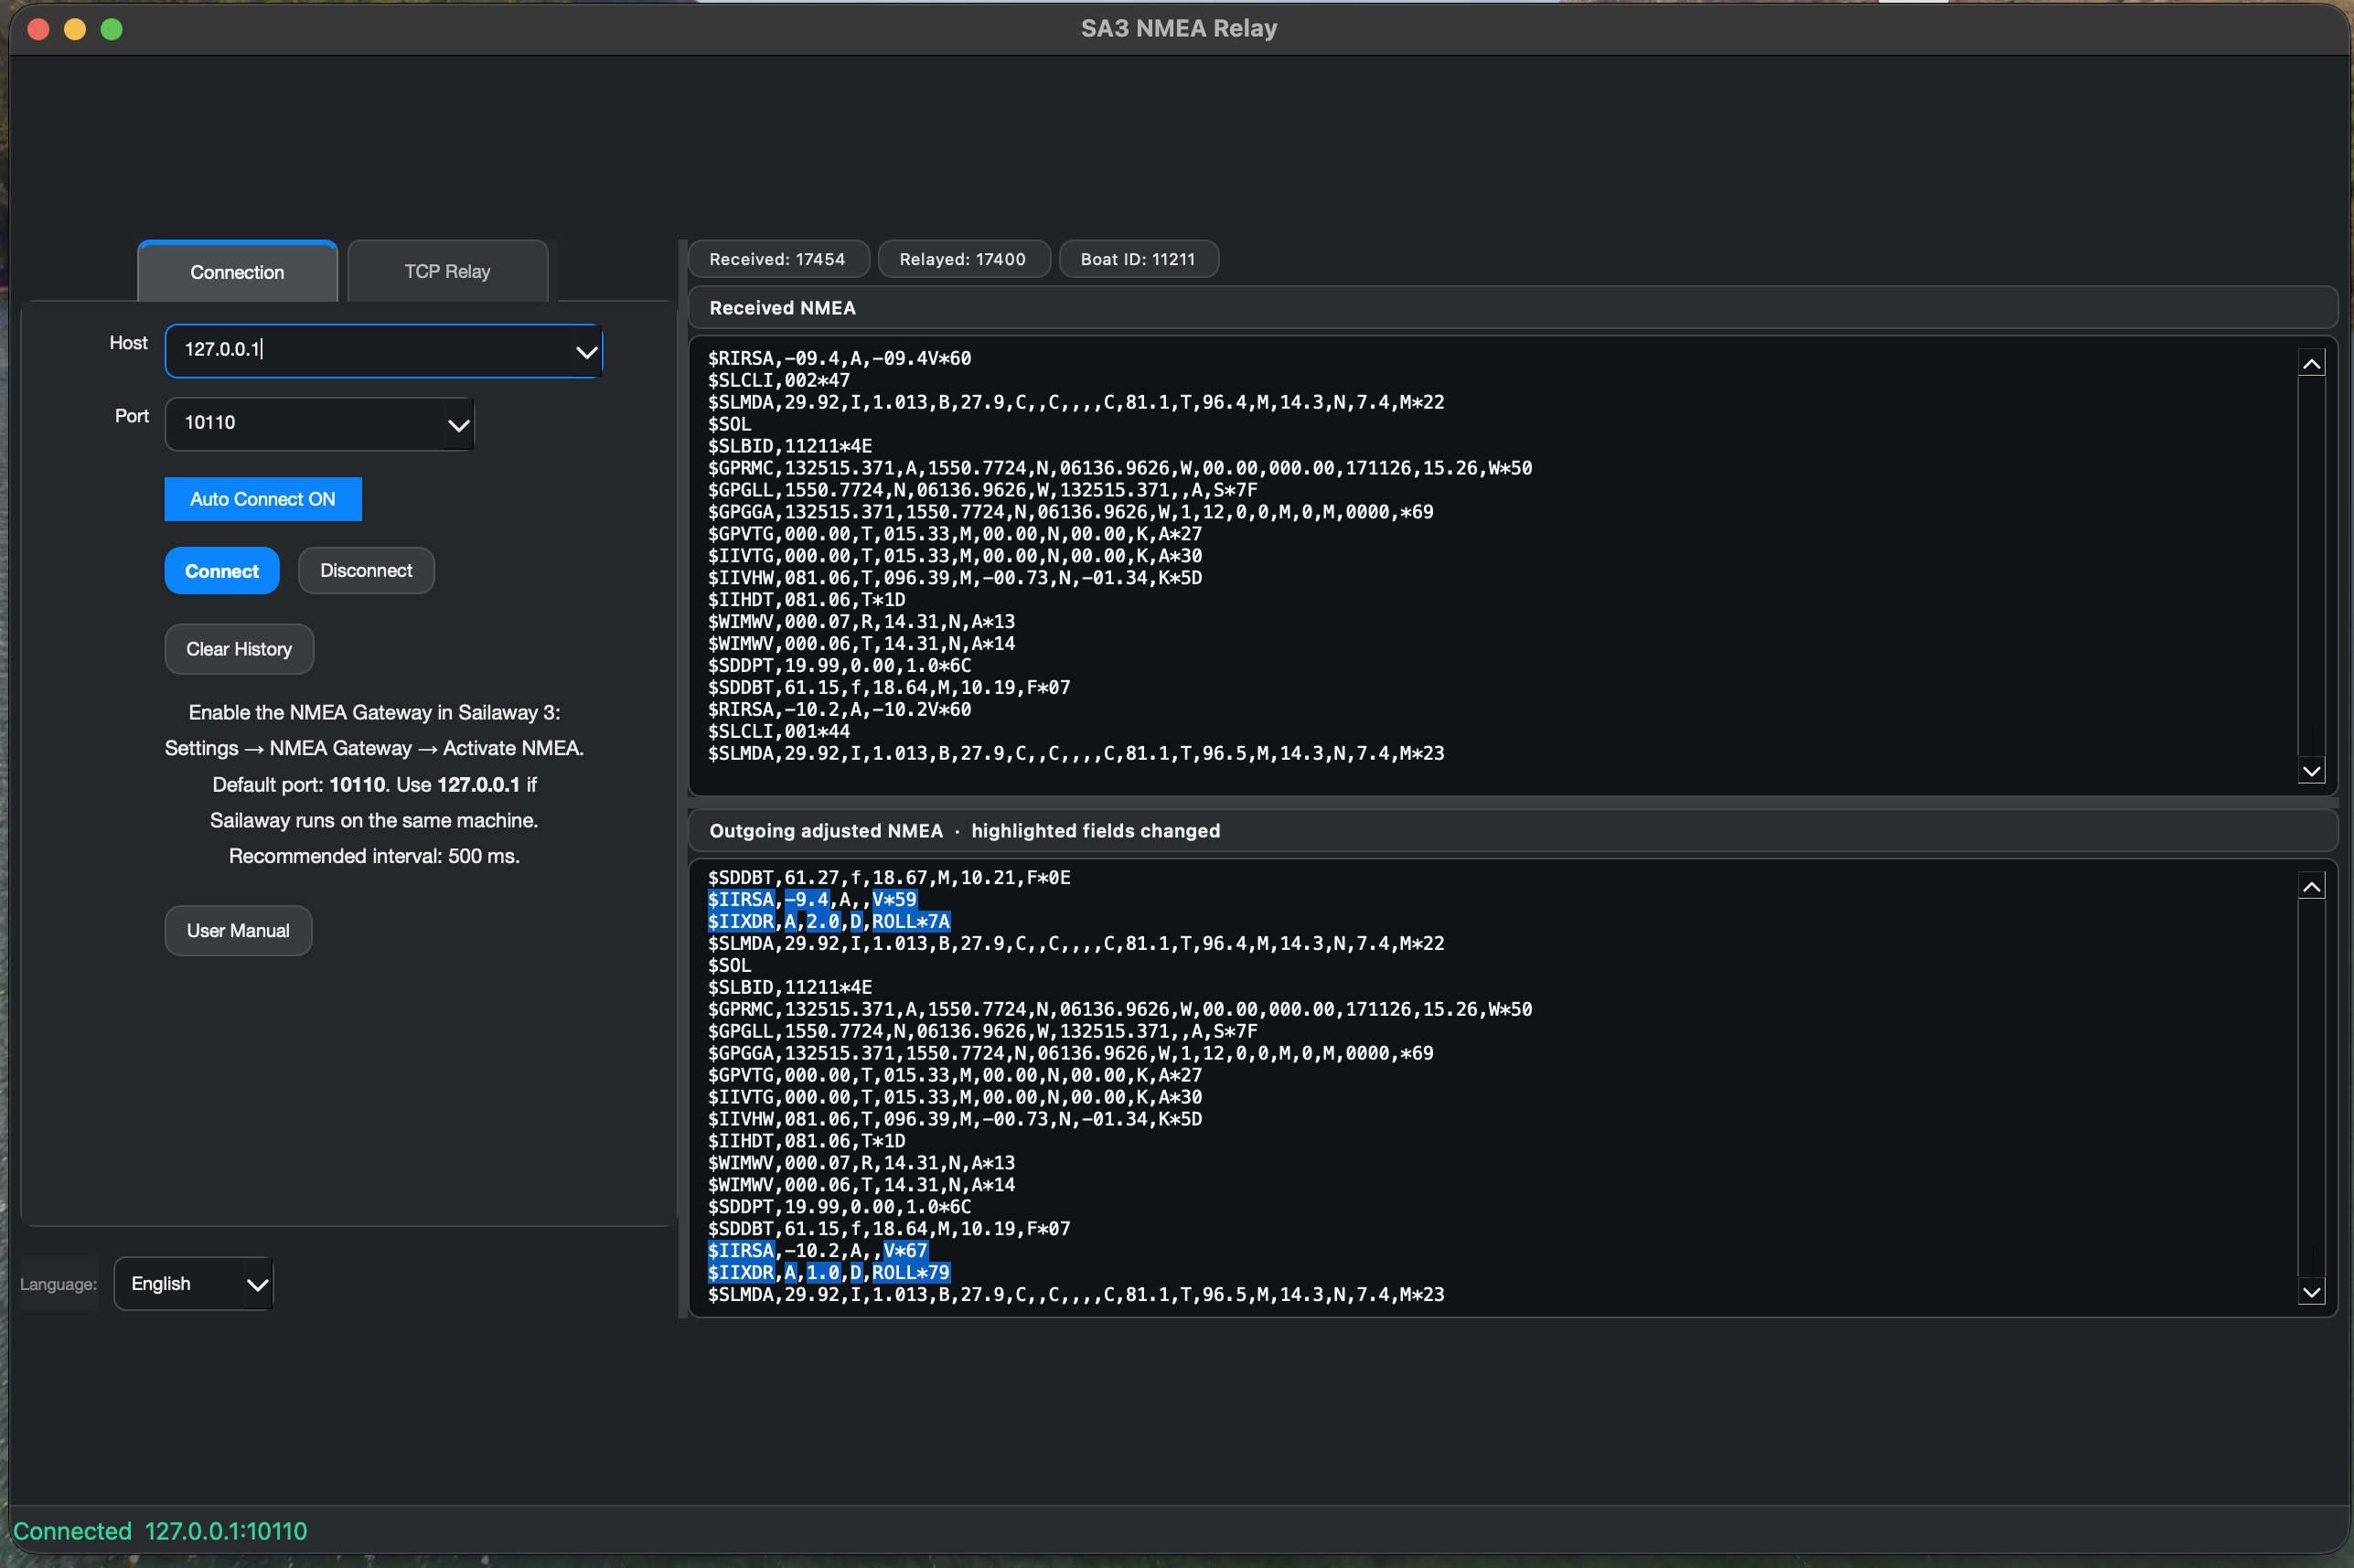 SA3 NMEA Relay
Connection
TCP Relay
Host
127.0.0.1
Port
10110
Auto Connect ON
Connect
Disconnect
Clear History
Enable the NMEA Gateway in Sailaway 3:
Settings → NMEA Gateway → Activate NMEA.
Default port: 10110. Use 127.0.0.1 if
Sailaway runs on the same machine.
Recommended interval: 500 ms.
User Manual
Language:
English
Received: 17454
Relayed: 17400
Boat ID: 11211
Received NMEA
$RIRSA,-09.4,A,-09.4V*60
$SLCLI,002*47
$SLMDA,29.92,I,1.013,B,27.9,C,,C,,,,C,81.1,T,96.4,M,14.3,N,7.4,M*22
$SOL
$SLBID,11211*4E
$GPRMC,132515.371,A,1550.7724,N,06136.9626,W,00.00,000.00,171126,15.26,W*50
$GPGLL,1550.7724,N,06136.9626,W,132515.371,,A,S*7F
$GPGGA,132515.371,1550.7724,N,06136.9626,W,1,12,0,0,M,0,M,0000,*69
$GPVTG,000.00,T,015.33,M,00.00,N,00.00,K,A*27
$IIVTG,000.00,T,015.33,M,00.00,N,00.00,K,A*30
$IIVHW,081.06,T,096.39,M,-00.73,N,-01.34,K*5D
$IIHDT,081.06,T*1D
$WIMWV,000.07,R,14.31,N,A*13
$WIMWV,000.06,T,14.31,N,A*14
$SDDPT,19.99,0.00,1.0*6C
$SDDBT,61.15,f,18.64,M,10.19,F*07
$RIRSA,-10.2,A,-10.2V*60
$SLCLI,001*44
$SLMDA,29.92,I,1.013,B,27.9,C,,C,,,,C,81.1,T,96.5,M,14.3,N,7.4,M*23
Outgoing adjusted NMEA · highlighted fields changed
$SDDBT,61.27,f,18.67,M,10.21,F*0E
$IIRSA,-9.4,A,,V*59
$IIXDR,A,2.0,D,ROLL*7A
$SLMDA,29.92,I,1.013,B,27.9,C,,C,,,,C,81.1,T,96.4,M,14.3,N,7.4,M*22
$SOL
$SLBID,11211*4E
$GPRMC,132515.371,A,1550.7724,N,06136.9626,W,00.00,000.00,171126,15.26,W*50
$GPGLL,1550.7724,N,06136.9626,W,132515.371,,A,S*7F
$GPGGA,132515.371,1550.7724,N,06136.9626,W,1,12,0,0,M,0,M,0000,*69
$GPVTG,000.00,T,015.33,M,00.00,N,00.00,K,A*27
$IIVTG,000.00,T,015.33,M,00.00,N,00.00,K,A*30
$IIVHW,081.06,T,096.39,M,-00.73,N,-01.34,K*5D
$IIHDT,081.06,T*1D
$WIMWV,000.07,R,14.31,N,A*13
$WIMWV,000.06,T,14.31,N,A*14
$SDDPT,19.99,0.00,1.0*6C
$SDDBT,61.15,f,18.64,M,10.19,F*07
$IIRSA,-10.2,A,,V*67
$IIXDR,A,1.0,D,ROLL*79
$SLMDA,29.92,I,1.013,B,27.9,C,,C,,,,C,81.1,T,96.5,M,14.3,N,7.4,M*23
Connected 127.0.0.1:10110